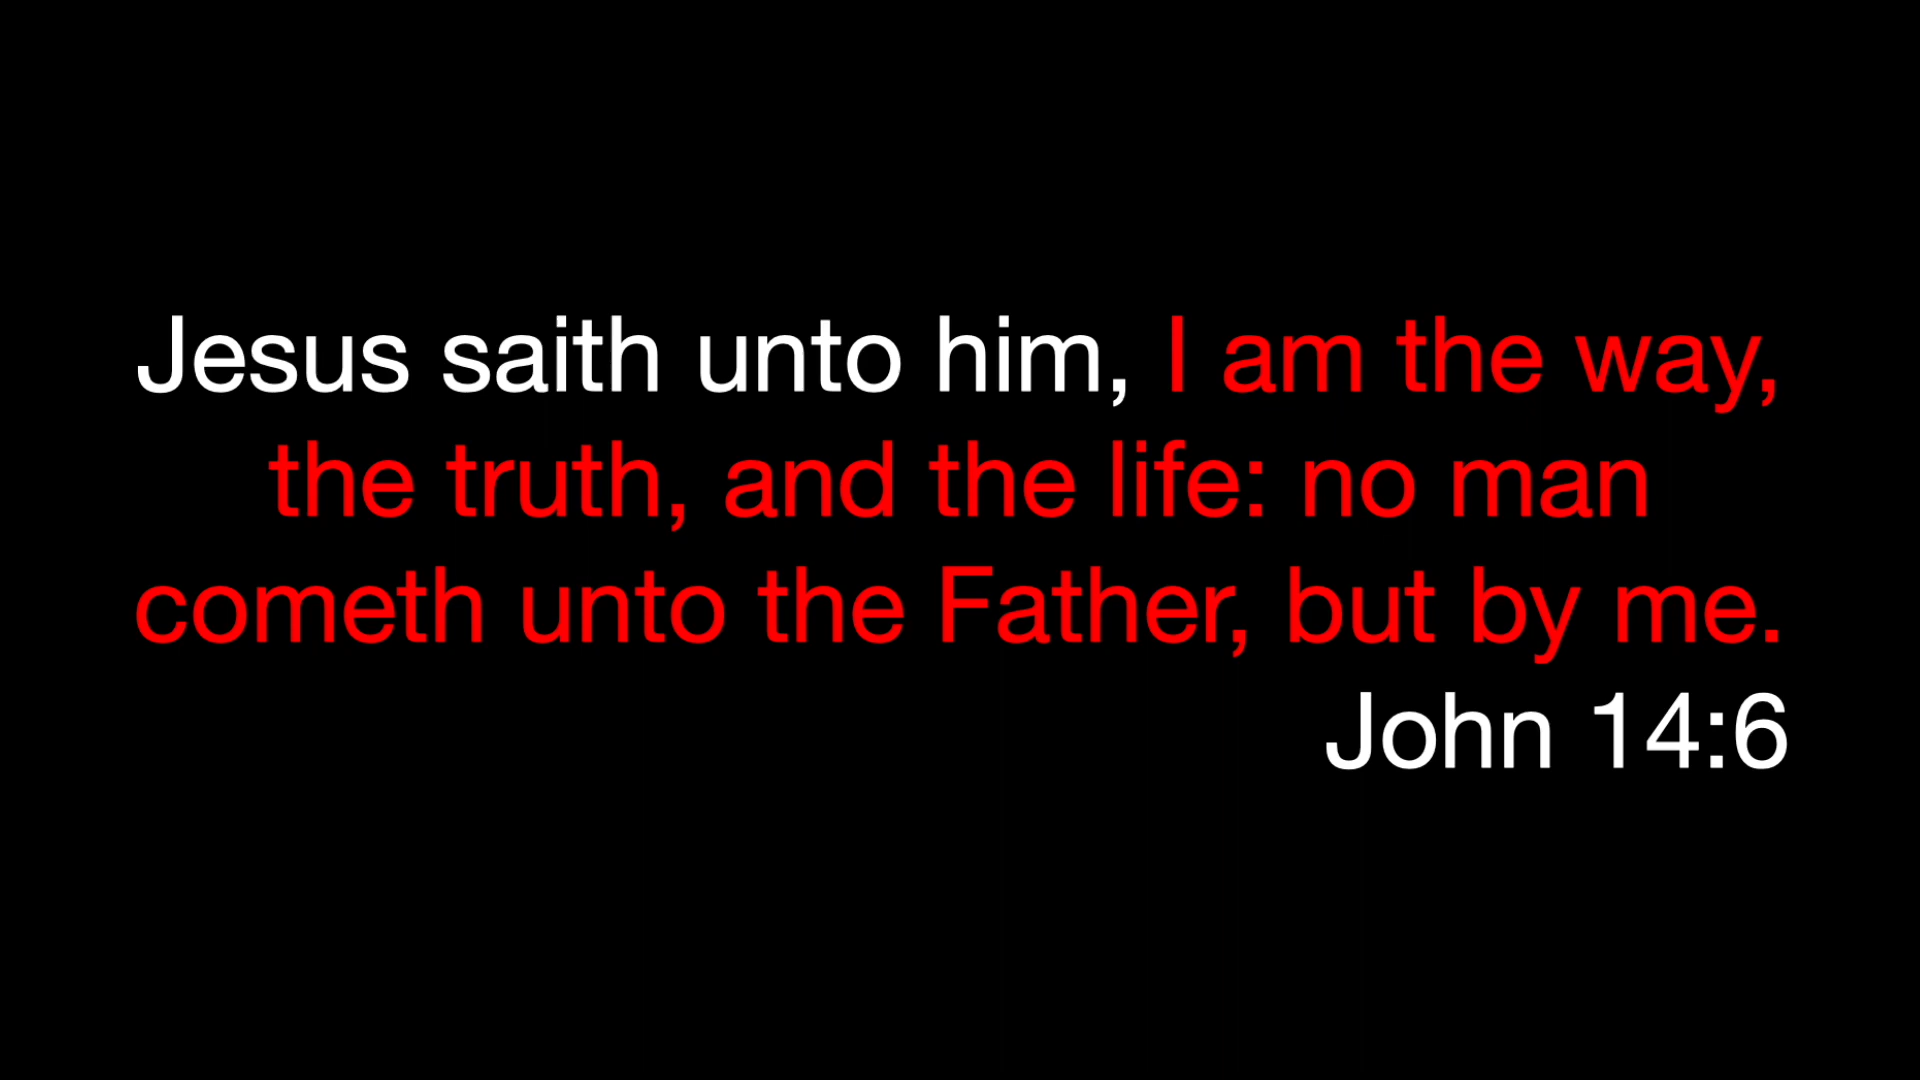 Jesus saith unto him, I am the way,
the truth, and the life: no man
cometh unto the Father, but by me.
John 14:6